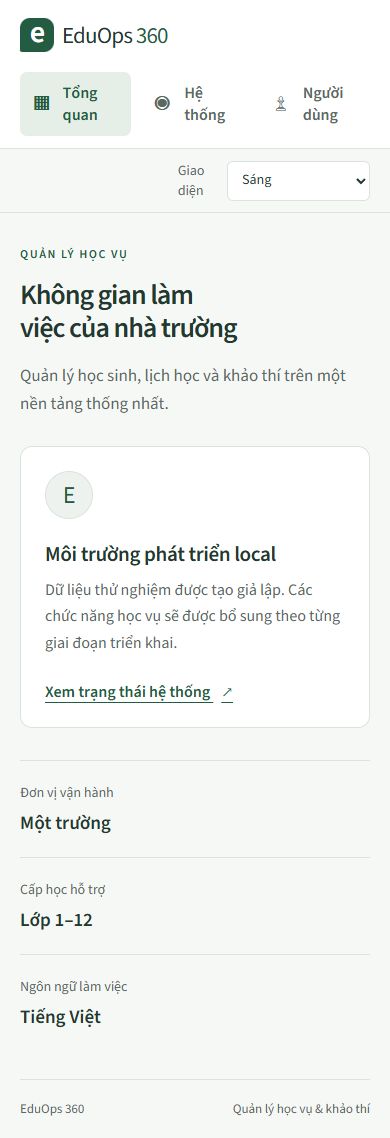 e EduOps 360
Tổng
quan
Hệ
thống
Người
dùng
Giao
diện
Sáng
QUẢN LÝ HỌC VỤ
Không gian làm
việc của nhà trường
Quản lý học sinh, lịch học và khảo thí trên một
nền tảng thống nhất.
E
Môi trường phát triển local
Dữ liệu thử nghiệm được tạo giả lập. Các
chức năng học vụ sẽ được bổ sung theo từng
giai đoạn triển khai.
Xem trạng thái hệ thống ↗
Đơn vị vận hành
Một trường
Cấp học hỗ trợ
Lớp 1–12
Ngôn ngữ làm việc
Tiếng Việt
EduOps 360
Quản lý học vụ & khảo thí